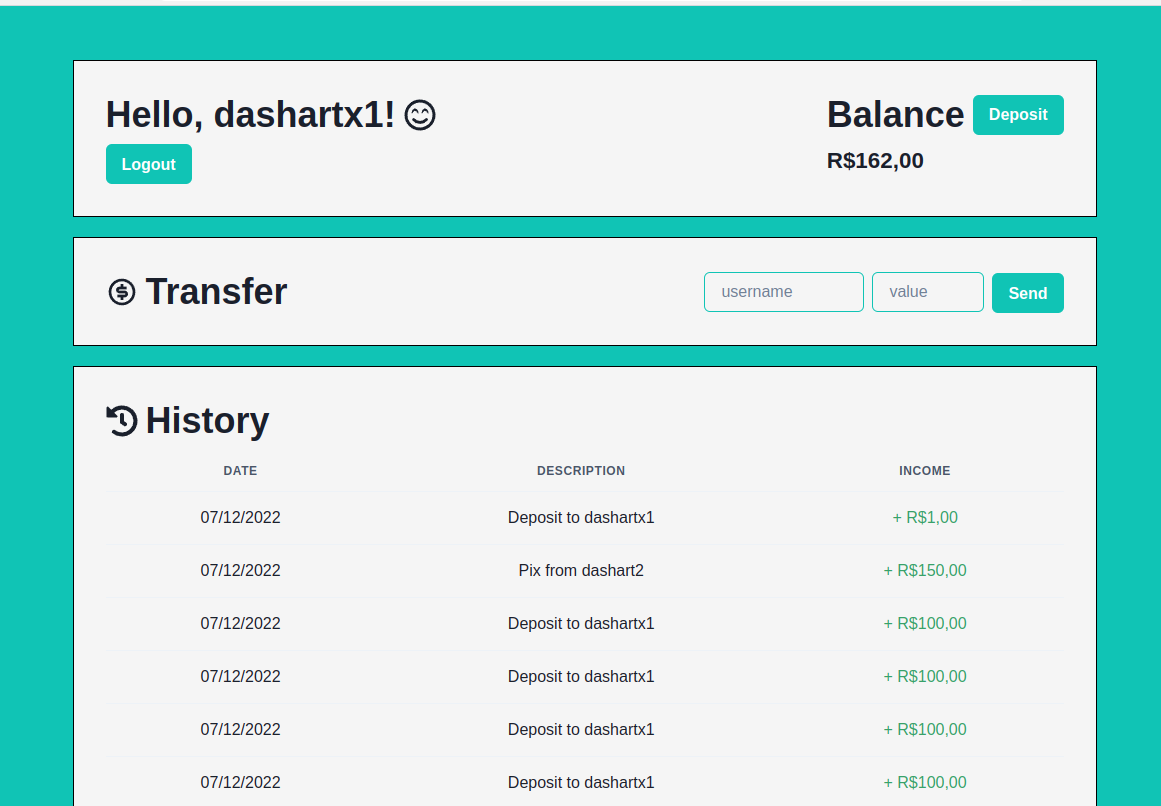 Hello, dashartx1!
Logout
Balance Deposit
R$162,00
Transfer
username value Send
History
DATE DESCRIPTION INCOME
07/12/2022 Deposit to dashartx1 + R$1,00
07/12/2022 Pix from dashart2 + R$150,00
07/12/2022 Deposit to dashartx1 + R$100,00
07/12/2022 Deposit to dashartx1 + R$100,00
07/12/2022 Deposit to dashartx1 + R$100,00
07/12/2022 Deposit to dashartx1 + R$100,00